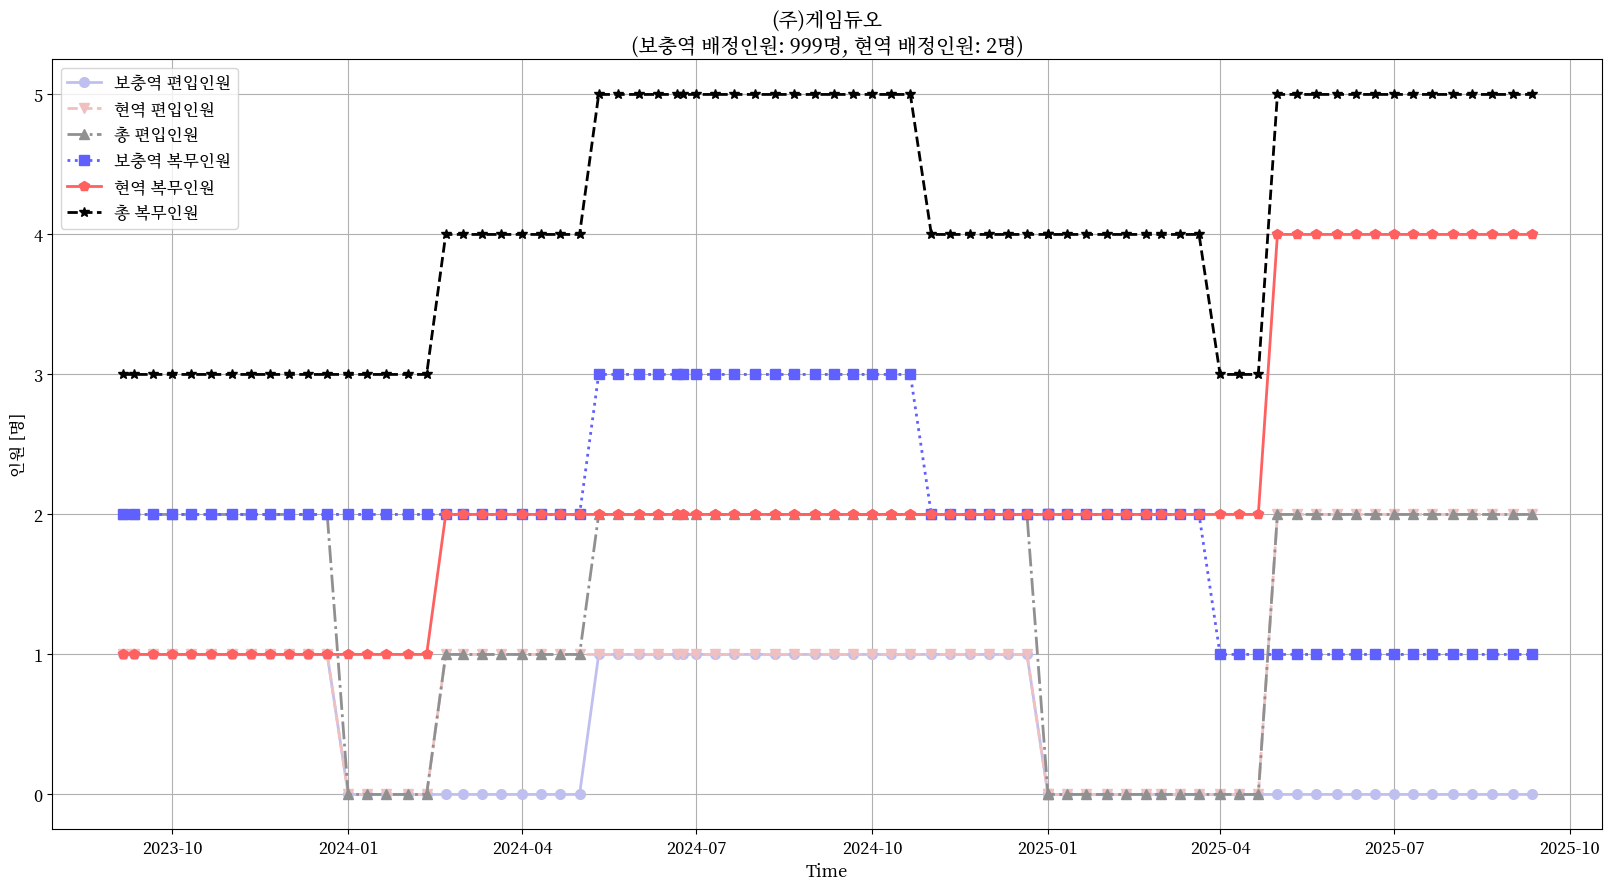 (주)게임듀오
(보충역 배정인원: 999명, 현역 배정인원: 2명)
보충역 편입인원
현역 편입인원
총 편입인원
보충역 복무인원
현역 복무인원
총 복무인원
인원 [명]
5
4
3
2
1
0
2023-10
2024-01
2024-04
2024-07
2024-10
2025-01
2025-04
2025-07
2025-10
Time